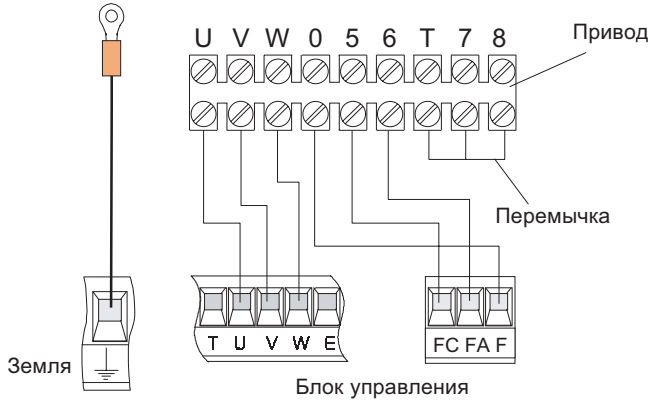 U V W 0 5 6 T 7 8
Привод
Перемычка
T U V W E
FC FA F
Земля
Блок управления